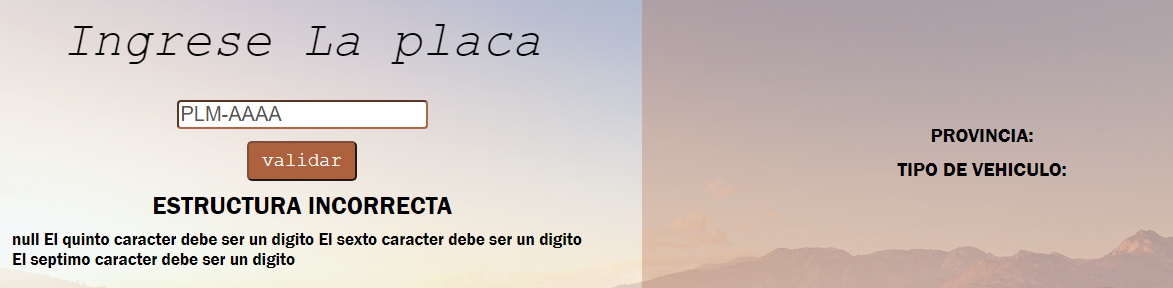 Ingrese La placa
PLM-AAAA
validar
ESTRUCTURA INCORRECTA
null El quinto caracter debe ser un digito El sexto caracter debe ser un digito
El septimo caracter debe ser un digito
PROVINCIA:
TIPO DE VEHICULO: